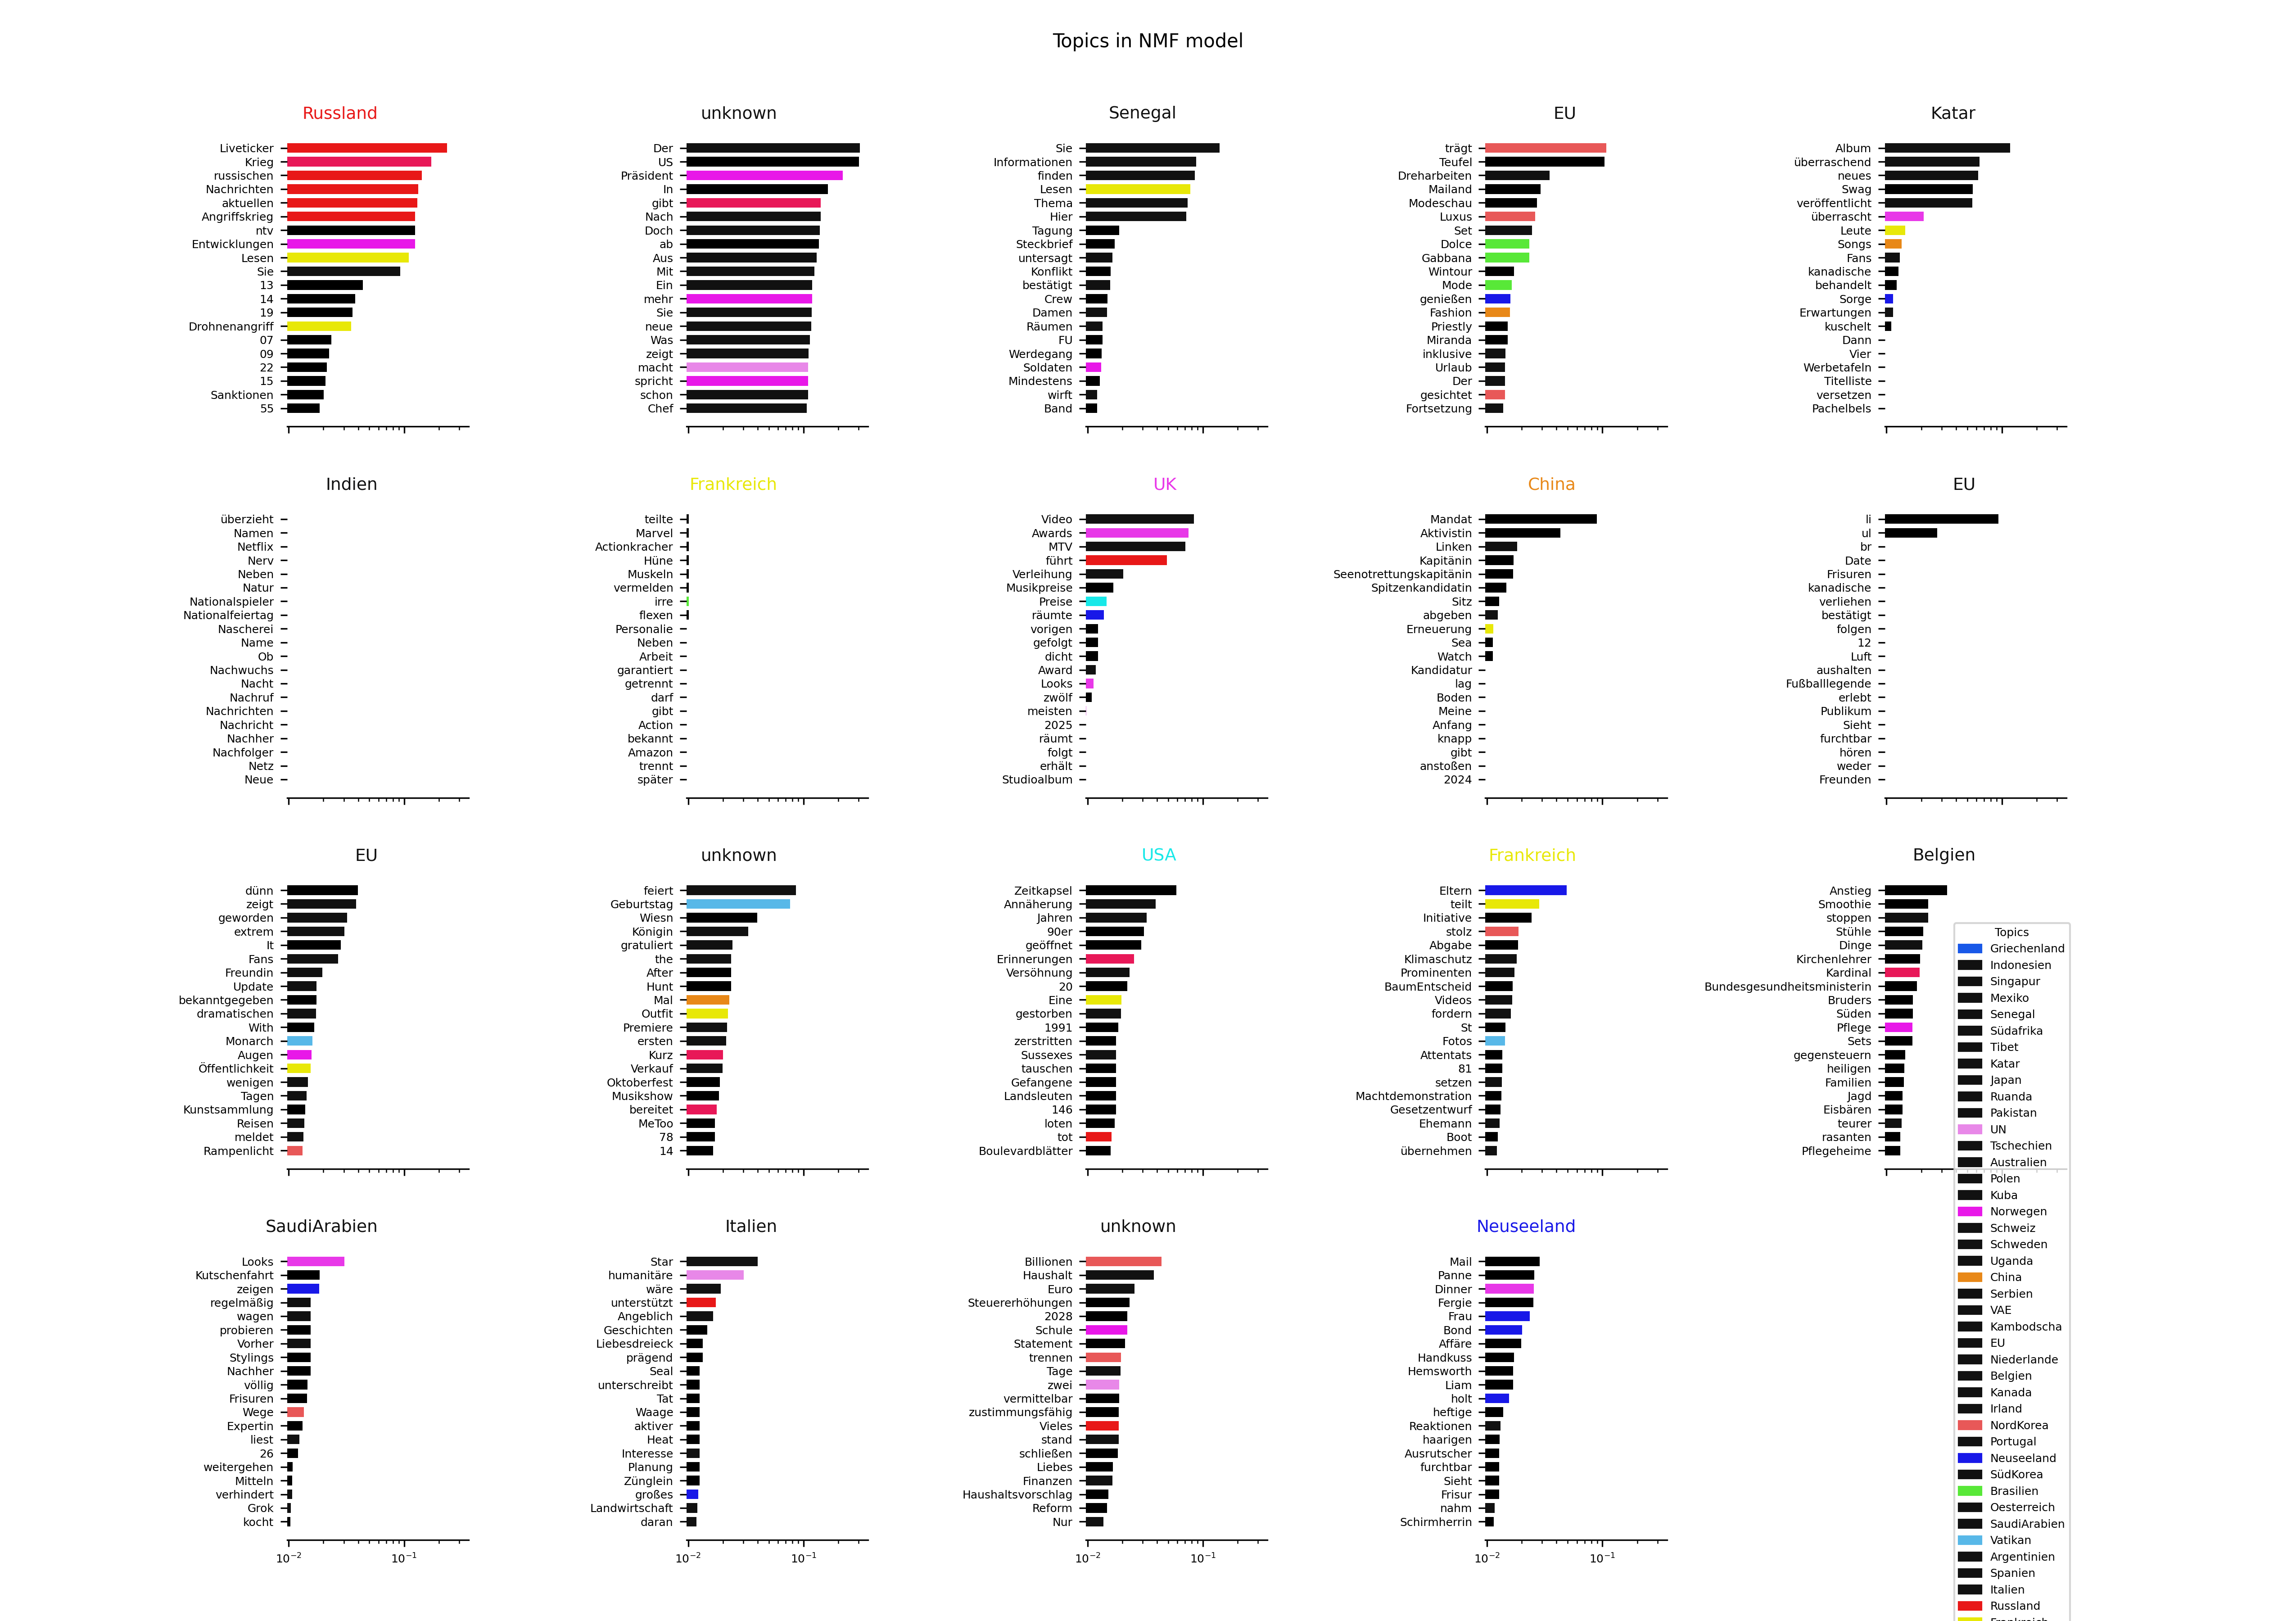 Topics in NMF model
Russland
Liveticker
Krieg
russischen
Nachrichten
aktuellen
Angriffskrieg
ntv
Entwicklungen
Lesen
Sie
13
14
19
Drohnenangriff
07
09
22
15
Sanktionen
55
unknown
Der
US
Präsident
In
gibt
Nach
Doch
ab
Aus
Mit
Ein
mehr
Sie
neue
Was
zeigt
macht
spricht
schon
Chef
Senegal
Sie
Informationen
finden
Lesen
Thema
Hier
Tagung
Steckbrief
untersagt
Konflikt
bestätigt
Crew
Damen
Räumen
FU
Werdegang
Soldaten
Mindestens
wirft
Band
EU
trägt
Teufel
Dreharbeiten
Mailand
Modeschau
Luxus
Set
Dolce
Gabbana
Wintour
Mode
genießen
Fashion
Priestly
Miranda
inklusive
Urlaub
Der
gesichtet
Fortsetzung
Katar
Album
überraschend
neues
Swag
veröffentlicht
überrascht
Leute
Songs
Fans
kanadische
behandelt
Sorge
Erwartungen
kuschelt
Dann
Vier
Werbetafeln
Titelliste
versetzen
Pachelbels
Indien
überzieht
Namen
Netflix
Nerv
Neben
Natur
Nationalspieler
Nationalfeiertag
Nascherei
Name
Ob
Nachwuchs
Nacht
Nachruf
Nachrichten
Nachricht
Nachher
Nachfolger
Netz
Neue
Frankreich
teilte
Marvel
Actionkracher
Hüne
Muskeln
vermelden
irre
flexen
Personalie
Neben
Arbeit
garantiert
getrennt
darf
gibt
Action
bekannt
Amazon
trennt
später
UK
Video
Awards
MTV
führt
Verleihung
Musikpreise
Preise
räumte
vorigen
gefolgt
dicht
Award
Looks
zwölf
meisten
2025
räumt
folgt
erhält
Studioalbum
China
Mandat
Aktivistin
Linken
Kapitänin
Seenotrettungskapitänin
Spitzenkandidatin
Sitz
abgeben
Erneuerung
Sea
Watch
Kandidatur
lag
Boden
Meine
Anfang
knapp
gibt
anstoßen
2024
EU
li
ul
br
Date
Frisuren
kanadische
verliehen
bestätigt
folgen
12
Luft
aushalten
Fußballlegende
erlebt
Publikum
Sieht
furchtbar
hören
weder
Freunden
EU
dünn
zeigt
geworden
extrem
It
Fans
Freundin
Update
bekanntgegeben
dramatischen
With
Monarch
Augen
Öffentlichkeit
wenigen
Tagen
Kunstsammlung
Reisen
meldet
Rampenlicht
unknown
feiert
Geburtstag
Wiesn
Königin
gratuliert
the
After
Hunt
Mal
Outfit
Premiere
ersten
Kurz
Verkauf
Oktoberfest
Musikshow
bereitet
MeToo
78
14
USA
Zeitkapsel
Annäherung
Jahren
90er
geöffnet
Erinnerungen
Versöhnung
20
Eine
gestorben
1991
zerstritten
Sussexes
tauschen
Gefangene
Landsleuten
146
loten
tot
Boulevardblätter
Frankreich
Eltern
teilt
Initiative
stolz
Abgabe
Klimaschutz
Prominenten
BaumEntscheid
Videos
fordern
St
Fotos
Attentats
81
setzen
Machtdemonstration
Gesetzentwurf
Ehemann
Boot
übernehmen
Belgien
Anstieg
Smoothie
stoppen
Stühle
Dinge
Kirchenlehrer
Kardinal
Bundesgesundheitsministerin
Bruders
Süden
Pflege
Sets
gegensteuern
heiligen
Familien
Jagd
Eisbären
teurer
rasanten
Pflegeheime
SaudiArabien
Looks
Kutschenfahrt
zeigen
regelmäßig
wagen
probieren
Vorher
Stylings
Nachher
völlig
Frisuren
Wege
Expertin
liest
26
weitergehen
Mitteln
verhindert
Grok
kocht
10⁻² 10⁻¹
Italien
Star
humanitäre
wäre
unterstützt
Angeblich
Geschichten
Liebesdreieck
prägend
Seal
unterschreibt
Tat
Waage
aktiver
Heat
Interesse
Planung
Zünglein
großes
Landwirtschaft
daran
10⁻² 10⁻¹
unknown
Billionen
Haushalt
Euro
Steuererhöhungen
2028
Schule
Statement
trennen
Tage
zwei
vermittelbar
zustimmungsfähig
Vieles
stand
schließen
Liebes
Finanzen
Haushaltsvorschlag
Reform
Nur
10⁻² 10⁻¹
Neuseeland
Mail
Panne
Dinner
Fergie
Frau
Bond
Affäre
Handkuss
Hemsworth
Liam
holt
heftige
Reaktionen
haarigen
Ausrutscher
furchtbar
Sieht
Frisur
nahm
Schirmherrin
10⁻² 10⁻¹
Topics
Griechenland
Indonesien
Singapur
Mexiko
Senegal
Südafrika
Tibet
Katar
Japan
Ruanda
Pakistan
UN
Tschechien
Australien
Polen
Kuba
Norwegen
Schweiz
Schweden
Uganda
China
Serbien
VAE
Kambodscha
EU
Niederlande
Belgien
Kanada
Irland
NordKorea
Portugal
Neuseeland
SüdKorea
Brasilien
Oesterreich
SaudiArabien
Vatikan
Argentinien
Spanien
Italien
Russland